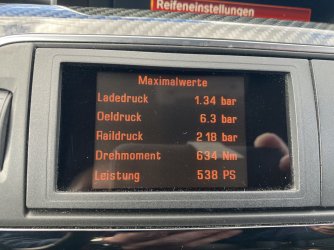 Reifeneinstellungen
Maximalwerte
Ladedruck 1.34 bar
Oeldruck 6.3 bar
Raildruck 218 bar
Drehmoment 634 Nm
Leistung 538 PS